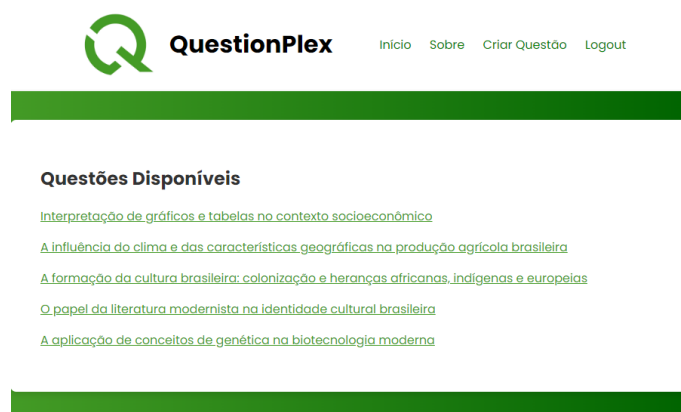 QuestionPlex
Início Sobre Criar Questão Logout
Questões Disponíveis
Interpretação de gráficos e tabelas no contexto socioeconômico
A influência do clima e das características geográficas na produção agrícola brasileira
A formação da cultura brasileira: colonização e heranças africanas, indígenas e europeias
O papel da literatura modernista na identidade cultural brasileira
A aplicação de conceitos de genética na biotecnologia moderna